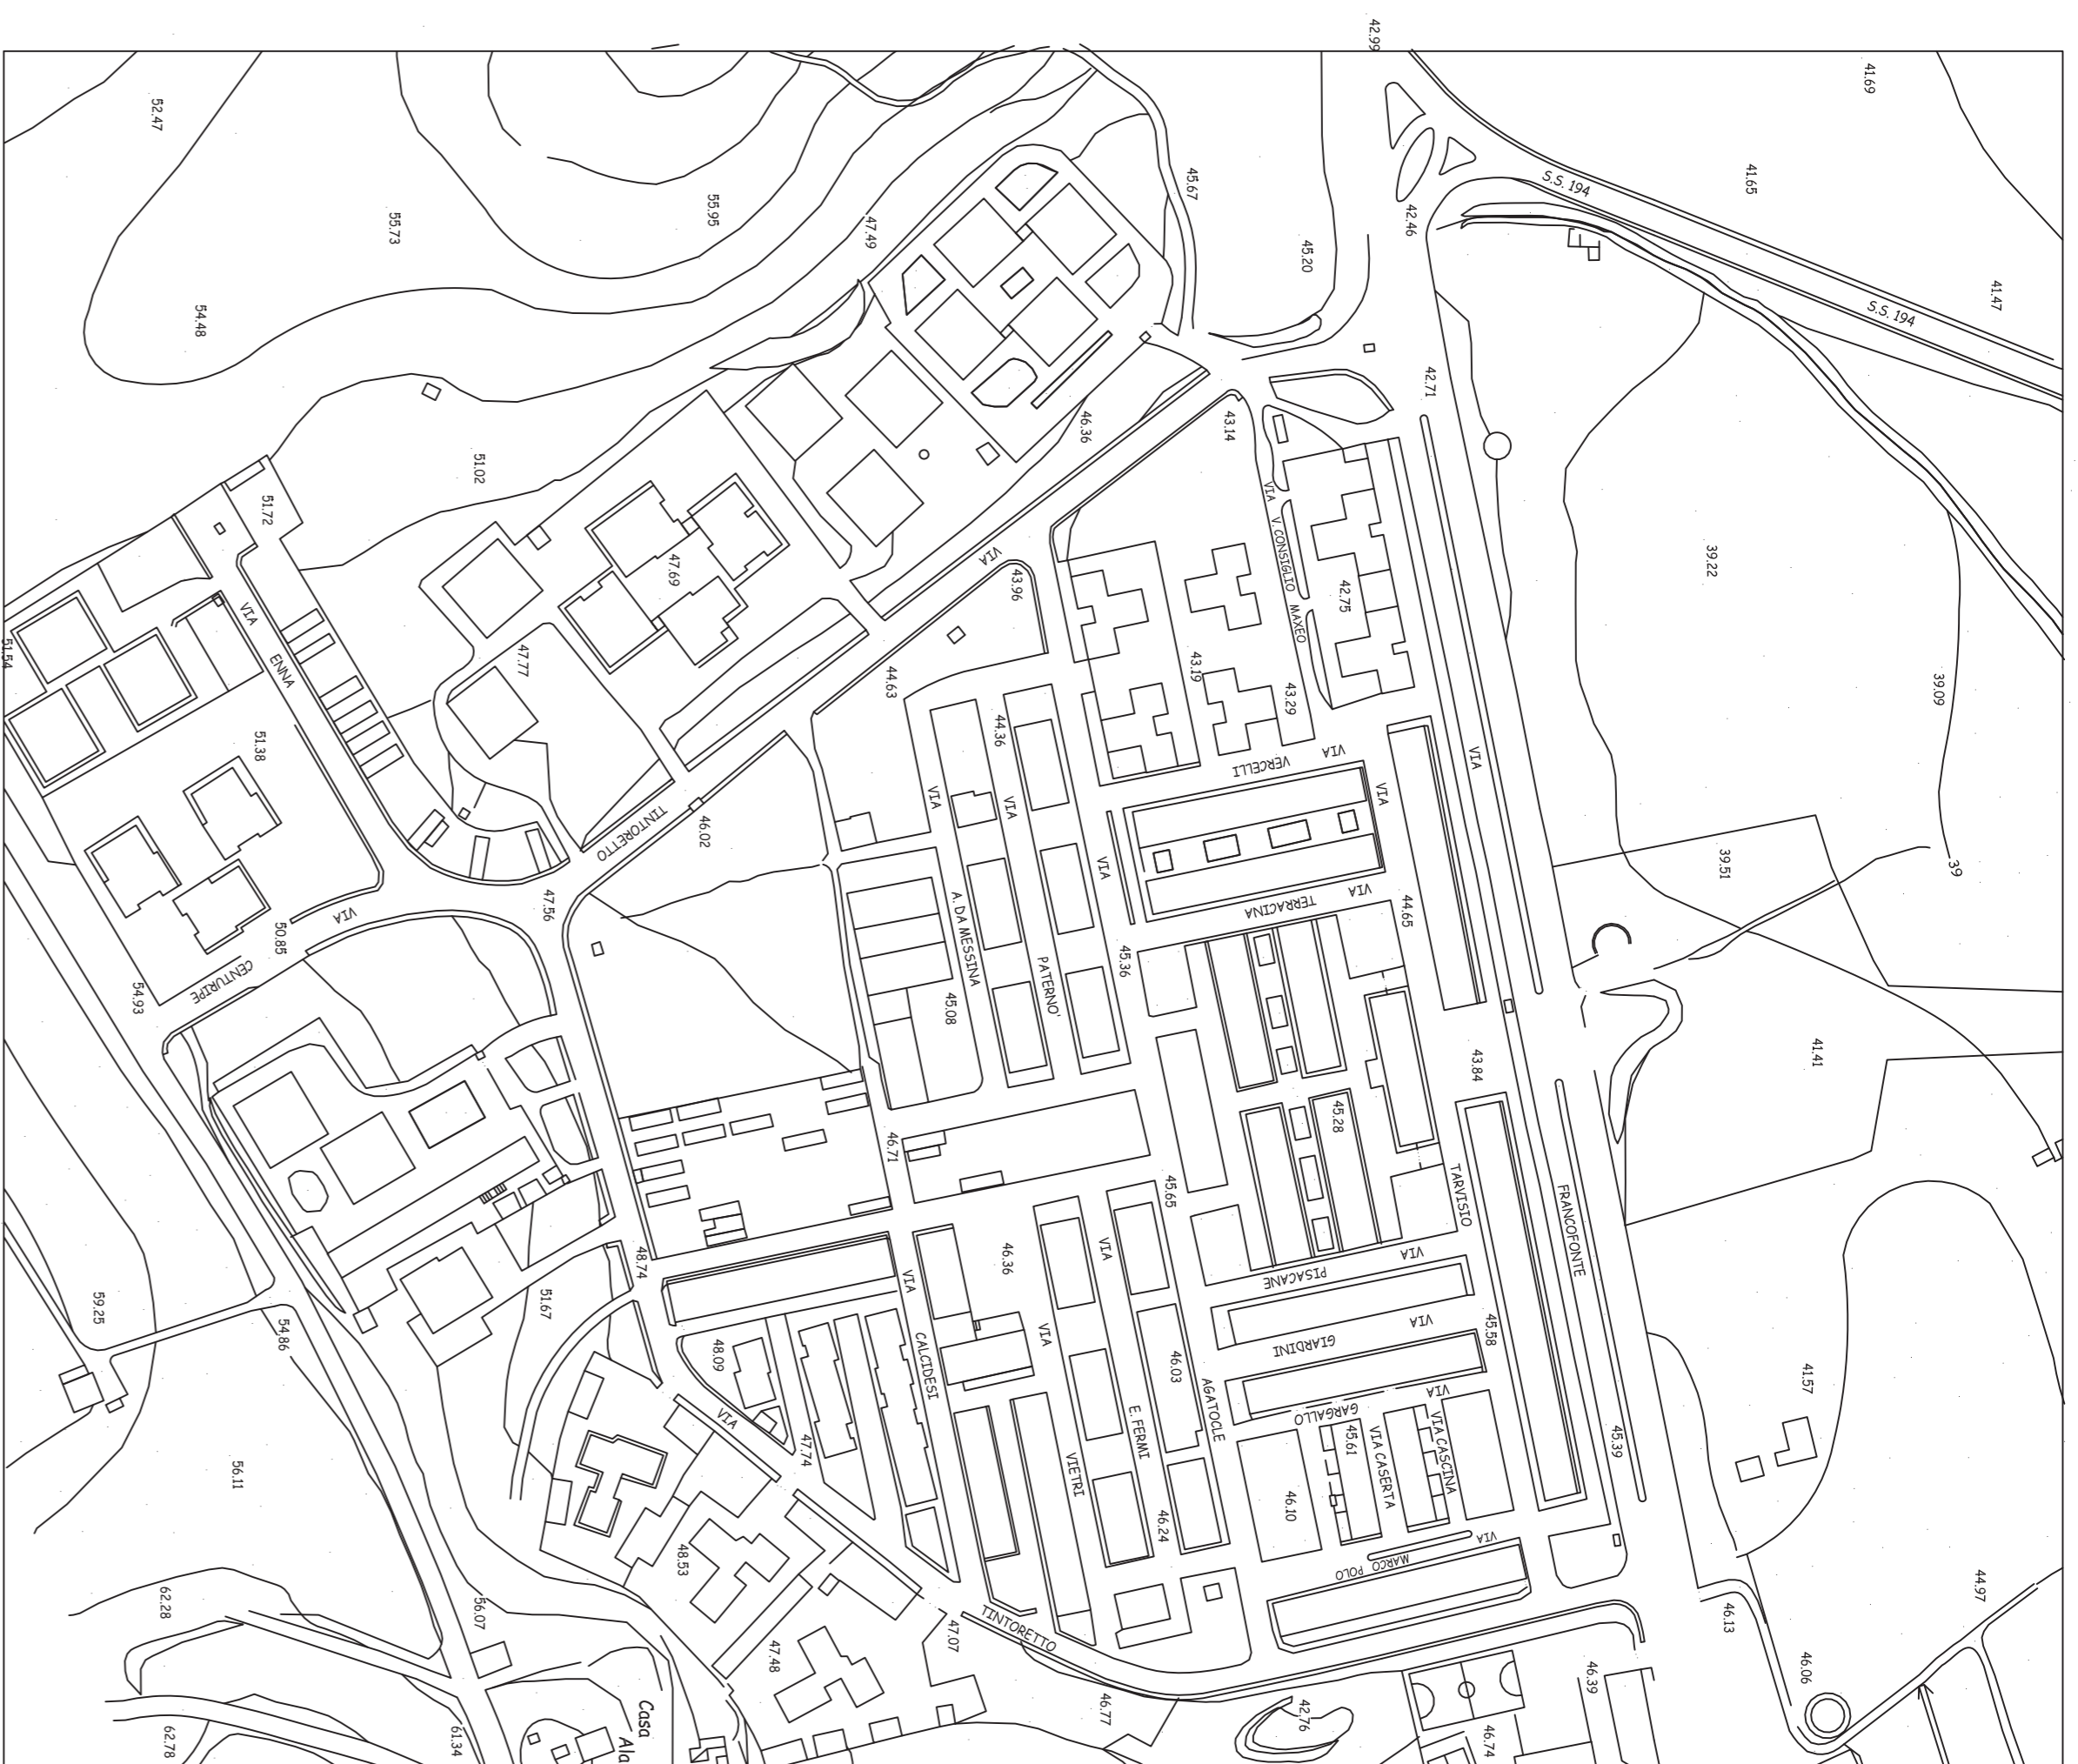 42.99
41.69
52.47
S.S. 194
41.65
45.67
55.95
55.73
47.49
42.46
45.20
41.47
S.S. 194
54.48
42.71
46.36
43.14
51.02
51.72
VIA V.CONSIGLIO MAXEO
39.22
VIA
43.96
47.69
42.75
VIA ENNA
51.54
47.77
43.19
44.63
43.29
39.09
44.36
51.38
VIA VERCELLI
VIA
VIA
VIA
VIA
TINTORETTO
46.02
VIA
39.51
39
VIA TERRACINA
47.56
44.65
VIA CENTURIPE
50.85
A. DA MESSINA
PATERNO'
45.36
54.93
45.08
41.41
43.84
45.28
46.71
TARVISIO
45.65
FRANCOFONTE
48.74
46.36
VIA
VIA PISACANE
VIA
59.25
51.67
54.86
VIA
48.09
CALCIDESI
VIA GIARDINI
45.58
46.03
41.57
AGATOCLE
VIA GARGALLO
VIA
47.74
E. FERMI
45.61
VIA CASERTA
VIA CASCINA
45.39
56.11
VIETRI
46.10
46.24
VIA MARCO POLO
48.53
62.28
56.07
44.97
46.13
TINTORETTO
47.07
47.48
46.39
46.06
46.77
42.76
62.78
61.34
Casa
Ala
46.74